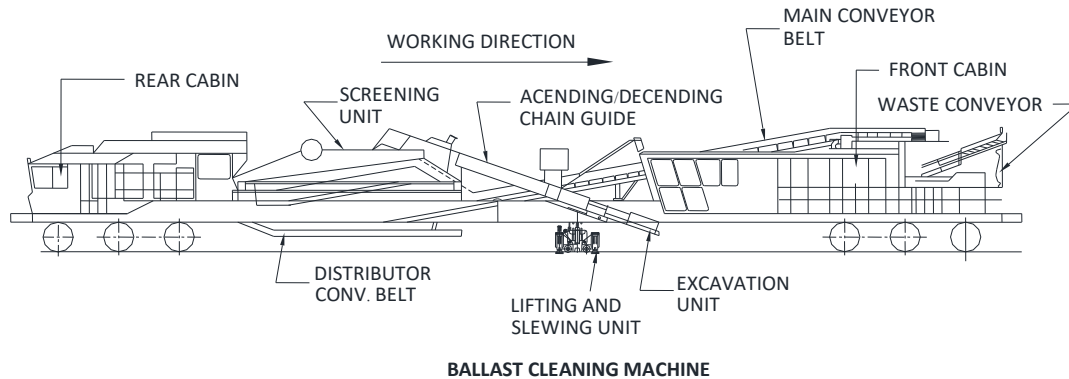 MAIN CONVEYOR
BELT
WORKING DIRECTION
FRONT CABIN
REAR CABIN
SCREENING
UNIT
ACENDING/DECENDING
CHAIN GUIDE
WASTE CONVEYOR
DISTRIBUTOR
CONV. BELT
LIFTING AND
SLEWING UNIT
EXCAVATION
UNIT
BALLAST CLEANING MACHINE